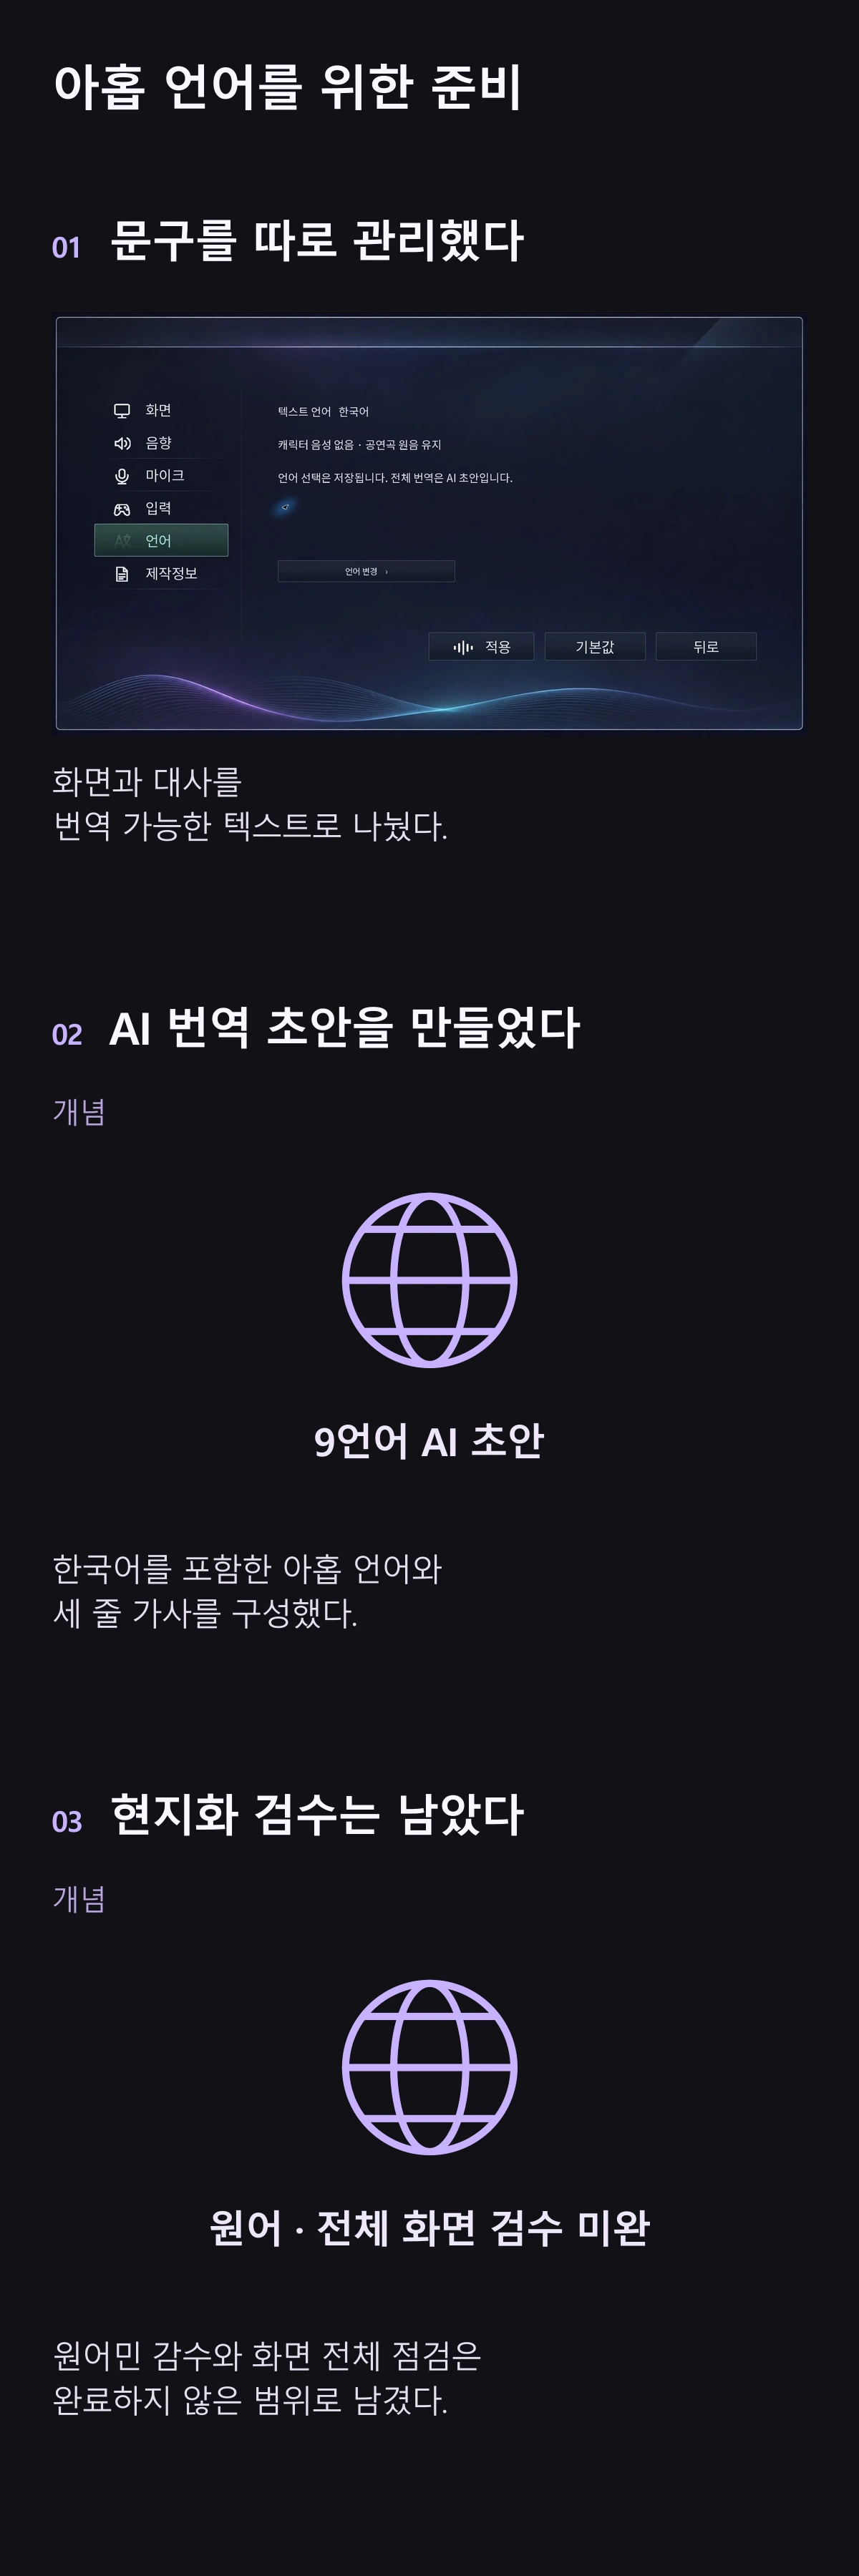 아홉 언어를 위한 준비
01 문구를 따로 관리했다
화면
음향
마이크
입력
언어
제작정보
텍스트 언어 한국어
캐릭터 음성 없음 · 공연곡 원음 유지
언어 선택은 저장됩니다. 전체 번역은 AI 초안입니다.
언어 변경 ›
적용
기본값
뒤로
화면과 대사를
번역 가능한 텍스트로 나눴다.
02 AI 번역 초안을 만들었다
개념
9언어 AI 초안
한국어를 포함한 아홉 언어와
세 줄 가사를 구성했다.
03 현지화 검수는 남았다
개념
원어 · 전체 화면 검수 미완
원어민 감수와 화면 전체 점검은
완료하지 않은 범위로 남겼다.